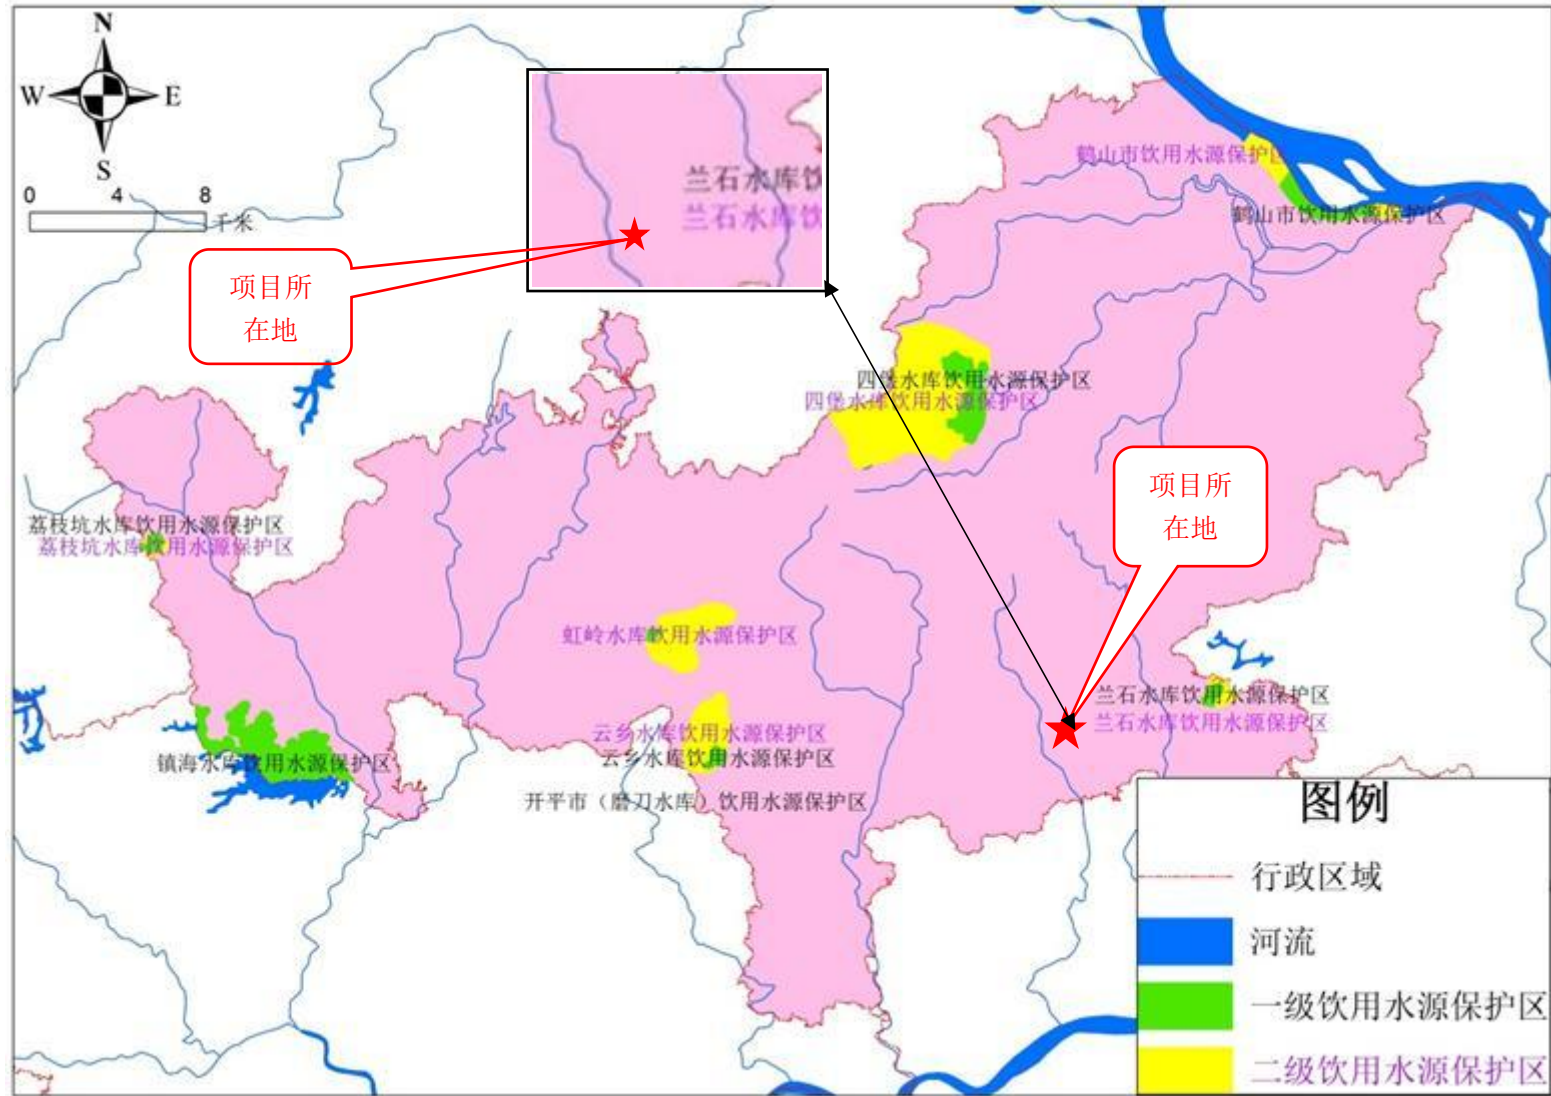 N
W
E
S
0 4 8
千米
项目所
在地
兰石水库饮
兰石水库饮
鹤山市饮用水源保护区
鹤山市饮用水源保护区
四堡水库饮用水源保护区
四堡水库饮用水源保护区
项目所
在地
荔枝坑水库饮用水源保护区
荔枝坑水库饮用水源保护区
虹岭水库饮用水源保护区
兰石水库饮用水源保护区
兰石水库饮用水源保护区
云乡水库饮用水源保护区
云乡水库饮用水源保护区
镇海水库饮用水源保护区
开平市（磨刀水库）饮用水源保护区
图例
行政区域
河流
一级饮用水源保护区
二级饮用水源保护区